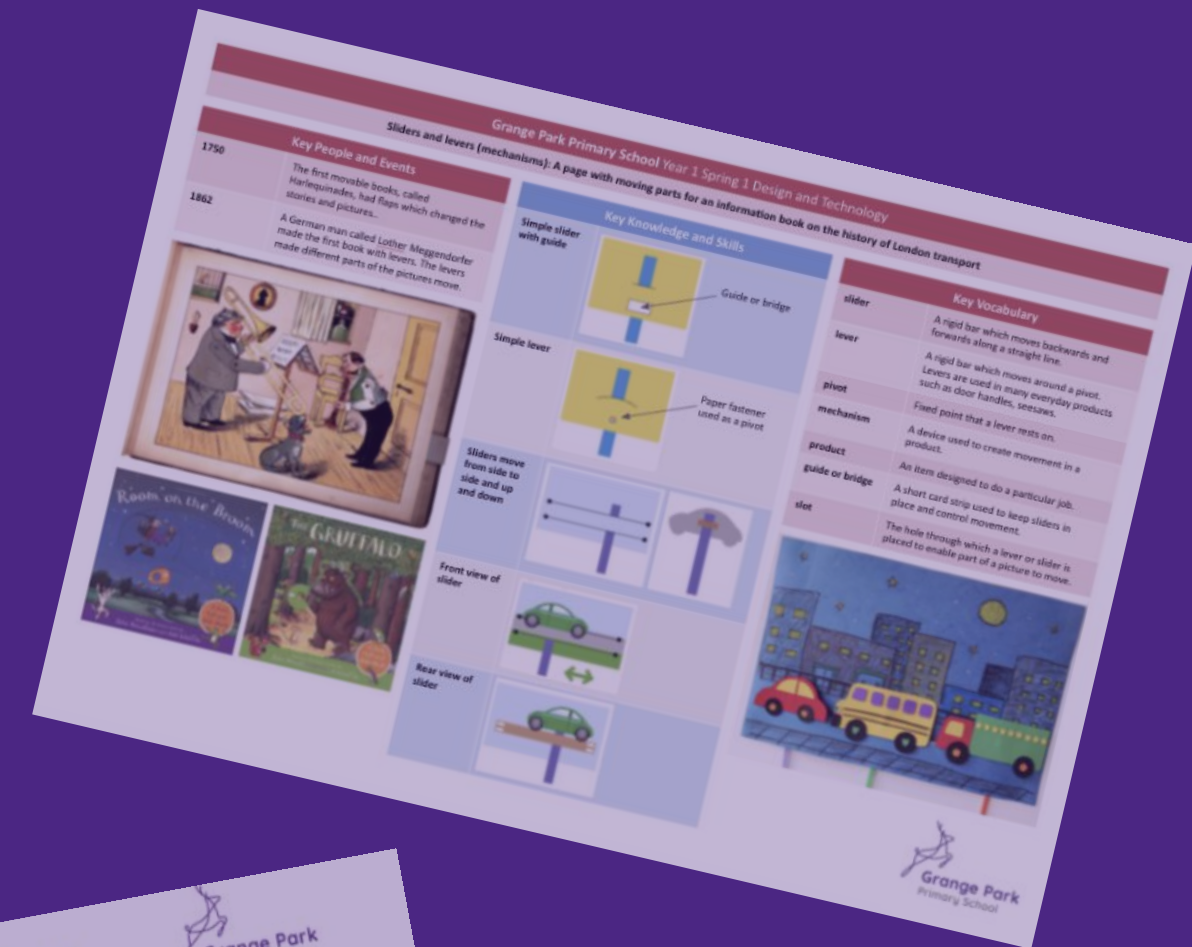 Grange Park Primary School Year 1 Spring 1 Design and Technology
Sliders and levers (mechanisms): A page with moving parts for an information book on the history of London transport
Key People and Events
1750
The first movable books, called
Harlequinades, had flaps which changed the
stories and pictures..
1862
A German man called Lother Meggendorfer
made the first book with levers. The levers
made different parts of the pictures move.
Room on the Broom
THE GRUFFALO
Key Knowledge and Skills
Simple slider
with guide
Guide or bridge
Simple lever
Paper fastener
used as a pivot
Sliders move
from side to
side and up
and down
Front view of
slider
Rear view of
slider
Key Vocabulary
slider
A rigid bar which moves backwards and
forwards along a straight line.
lever
A rigid bar which moves around a pivot.
Levers are used in many everyday products
such as door handles, seesaws.
pivot
Fixed point that a lever rests on.
mechanism
A device used to create movement in a
product.
product
An item designed to do a particular job.
guide or bridge
A short card strip used to keep sliders in
place and control movement.
slot
The hole through which a lever or slider is
placed to enable part of a picture to move.
Grange Park
Primary School
Grange Park